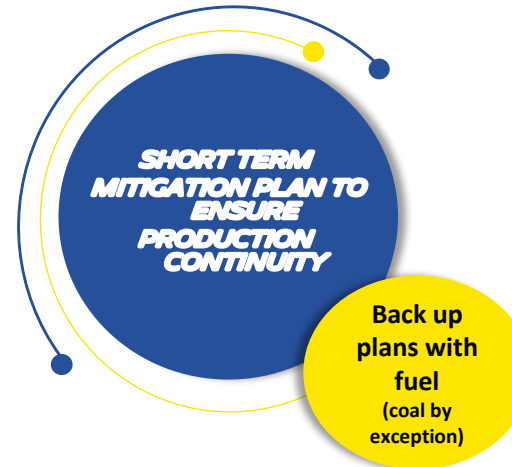 SHORT TERM
MITIGATION PLAN TO
ENSURE
PRODUCTION
CONTINUITY
Back up
plans with
fuel
(coal by
exception)